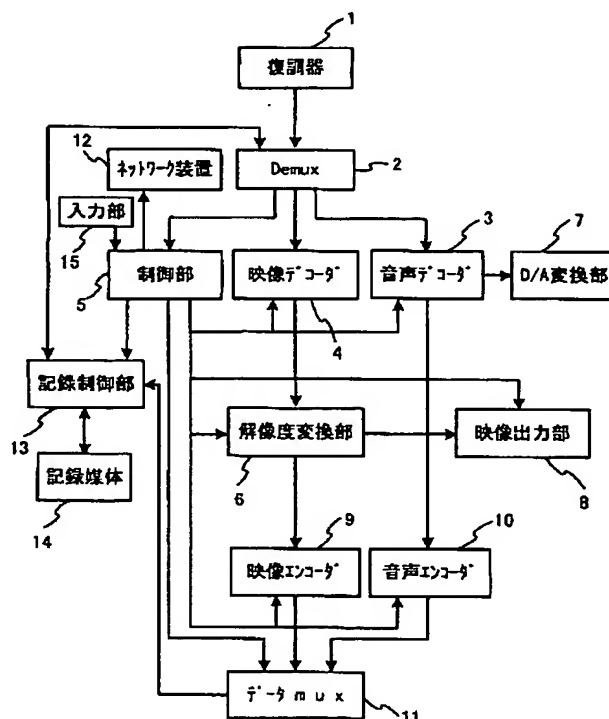 1
復調器
12
ネットワーク装置
Demux
2
入力部
15
3
7
制御部
5
映像デコーダ
4
音声デコーダ
D/A変換部
記録制御部
13
解像度変換部
6
映像出力部
8
記録媒体
14
9
10
映像エンコーダ
音声エンコーダ
データmux
11